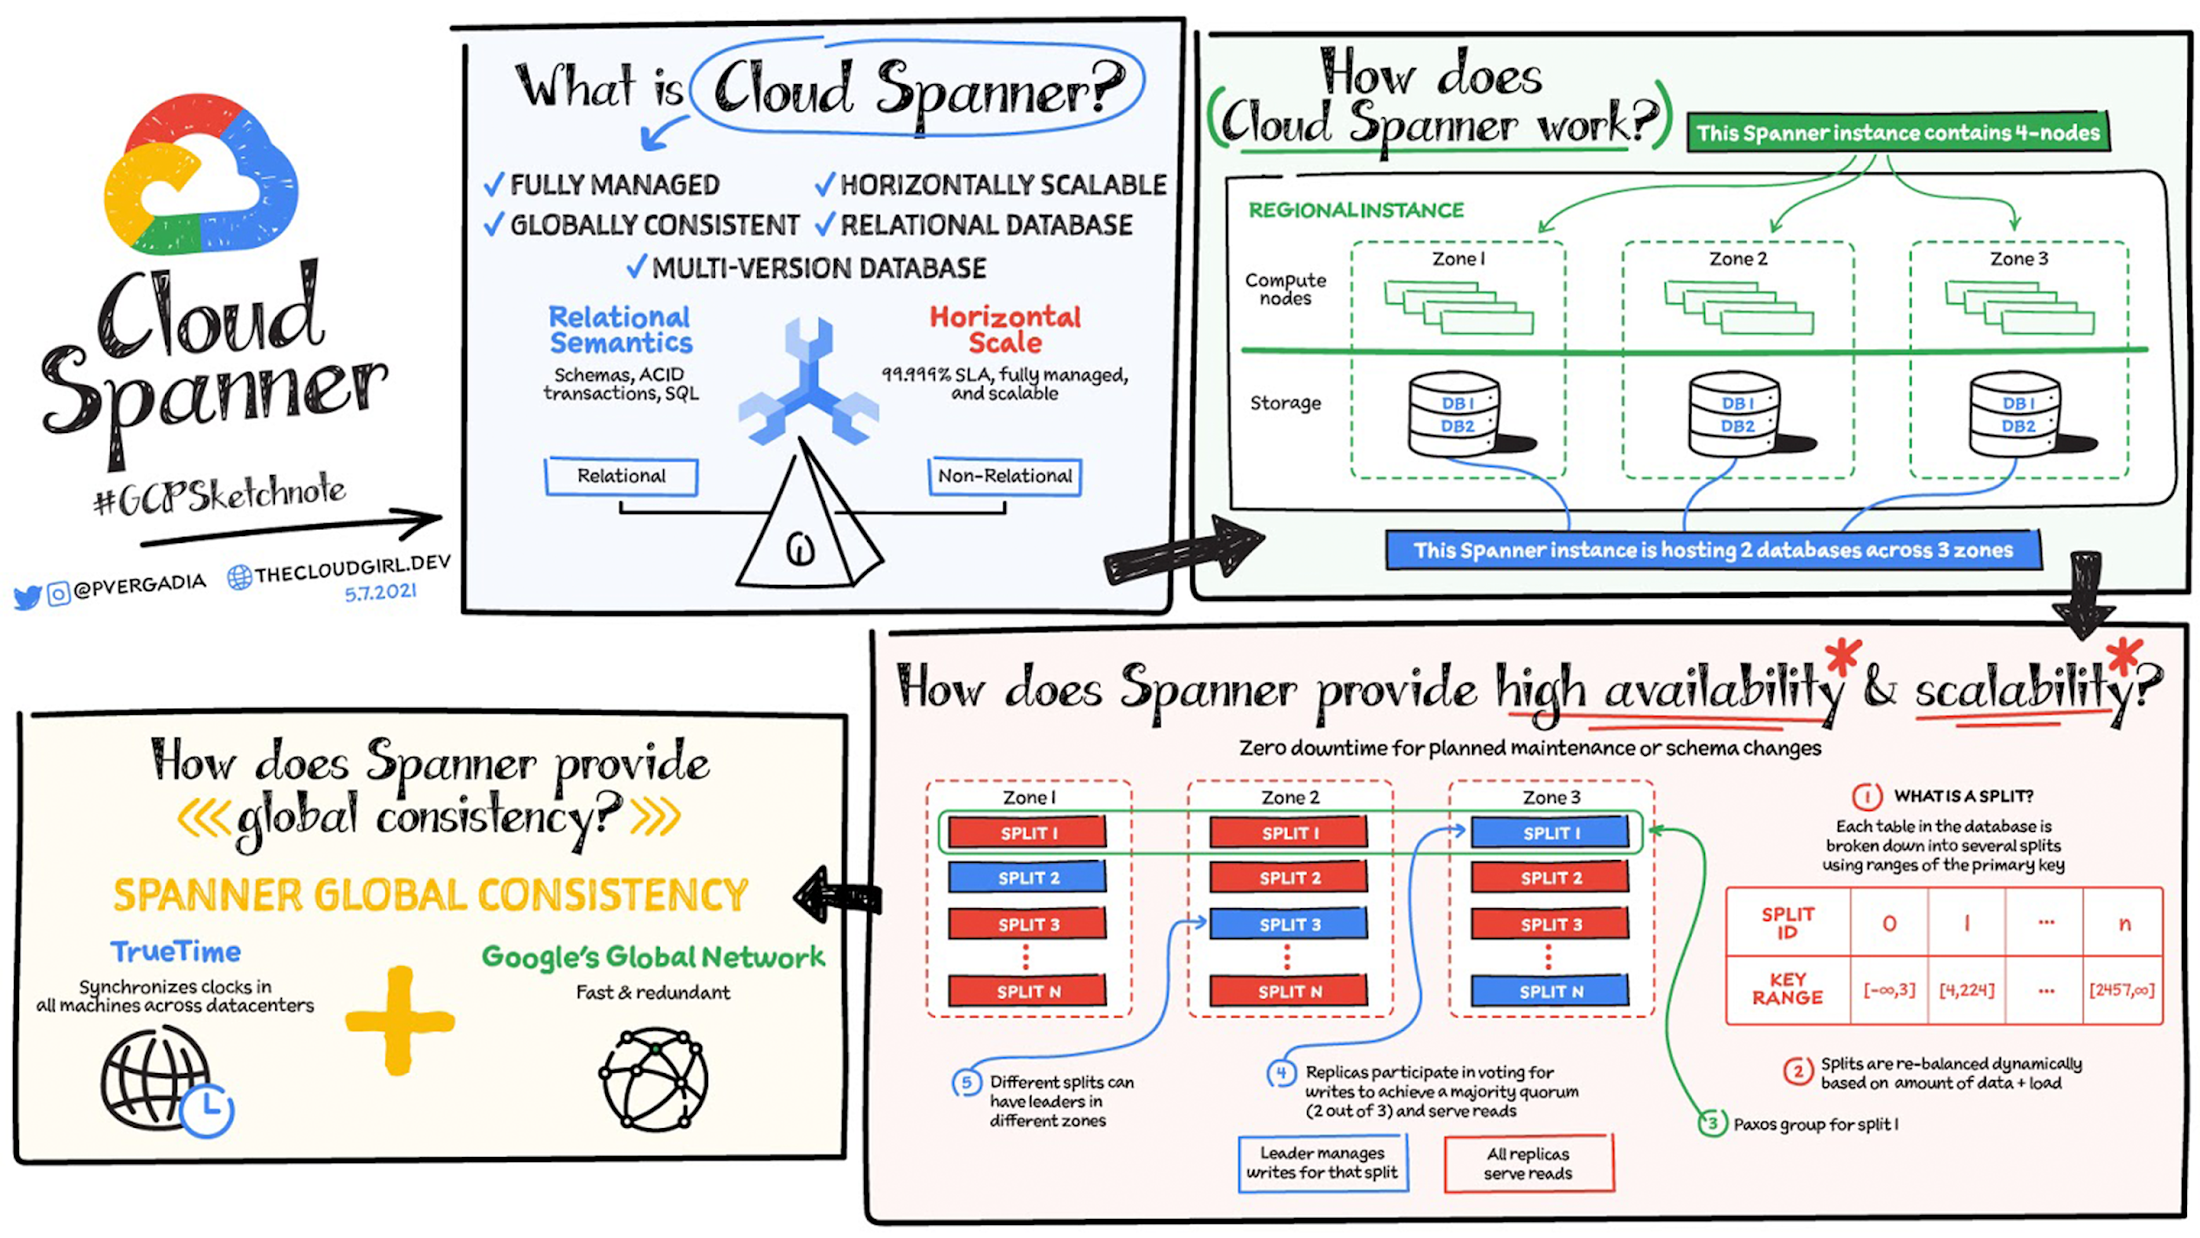 Cloud
Spanner
#GCPSketchnote
@PVERGADIA
THECLOUDGIRL.DEV
5.7.2021
What is Cloud Spanner?
✓ FULLY MANAGED
✓ HORIZONTALLY SCALABLE
✓ GLOBALLY CONSISTENT
✓ RELATIONAL DATABASE
✓ MULTI-VERSION DATABASE
Relational
Semantics
Schemas, ACID
transactions, SQL
Horizontal
Scale
99.999% SLA, fully managed,
and scalable
Relational
Non-Relational
How does
(Cloud Spanner work?)
This Spanner instance contains 4-nodes
REGIONAL INSTANCE
Zone 1
Zone 2
Zone 3
Compute
nodes
Storage
DB1
DB2
DB1
DB2
DB1
DB2
This Spanner instance is hosting 2 databases across 3 zones
How does Spanner provide high availability* & scalability*?
Zero downtime for planned maintenance or schema changes
Zone 1
SPLIT 1
SPLIT 2
SPLIT 3
SPLIT N
Zone 2
SPLIT 1
SPLIT 2
SPLIT 3
SPLIT N
Zone 3
SPLIT 1
SPLIT 2
SPLIT 3
SPLIT N
1 WHAT IS A SPLIT?
Each table in the database is
broken down into several splits
using ranges of the primary key
SPLIT
ID
0
1
...
n
KEY
RANGE
[-∞,3]
[4,224]
...
[2457,∞]
2 Splits are re-balanced dynamically
based on amount of data + load
3 Paxos group for split 1
4 Replicas participate in voting for
writes to achieve a majority quorum
(2 out of 3) and serve reads
5 Different splits can
have leaders in
different zones
Leader manages
writes for that split
All replicas
serve reads
How does Spanner provide
<<<global consistency?>>>
SPANNER GLOBAL CONSISTENCY
TrueTime
Synchronizes clocks in
all machines across datacenters
Google's Global Network
Fast & redundant